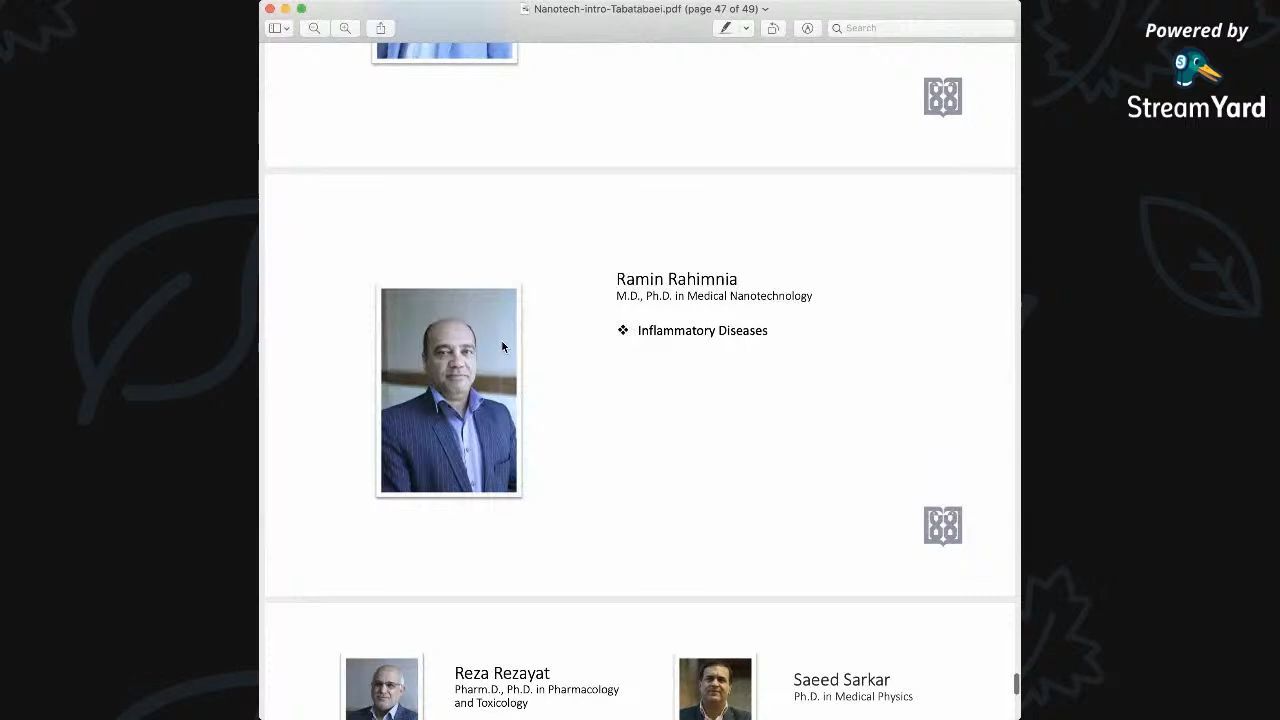 Nanotech-intro-Tabatabaei.pdf (page 47 of 49)
Search
Powered by
StreamYard
Ramin Rahimnia
M.D., Ph.D. in Medical Nanotechnology
❖ Inflammatory Diseases
Reza Rezayat
Pharm.D., Ph.D. in Pharmacology
and Toxicology
Saeed Sarkar
Ph.D. in Medical Physics